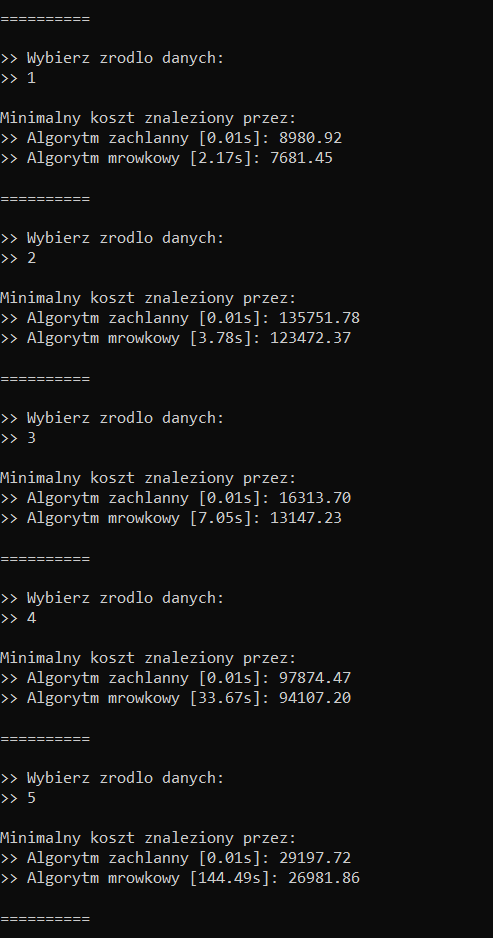 ==========
>> Wybierz zrodlo danych:
>> 1
Minimalny koszt znaleziony przez:
>> Algorytm zachlanny [0.01s]: 8980.92
>> Algorytm mrowkowy [2.17s]: 7681.45
==========
>> Wybierz zrodlo danych:
>> 2
Minimalny koszt znaleziony przez:
>> Algorytm zachlanny [0.01s]: 135751.78
>> Algorytm mrowkowy [3.78s]: 123472.37
==========
>> Wybierz zrodlo danych:
>> 3
Minimalny koszt znaleziony przez:
>> Algorytm zachlanny [0.01s]: 16313.70
>> Algorytm mrowkowy [7.05s]: 13147.23
==========
>> Wybierz zrodlo danych:
>> 4
Minimalny koszt znaleziony przez:
>> Algorytm zachlanny [0.01s]: 97874.47
>> Algorytm mrowkowy [33.67s]: 94107.20
==========
>> Wybierz zrodlo danych:
>> 5
Minimalny koszt znaleziony przez:
>> Algorytm zachlanny [0.01s]: 29197.72
>> Algorytm mrowkowy [144.49s]: 26981.86
==========